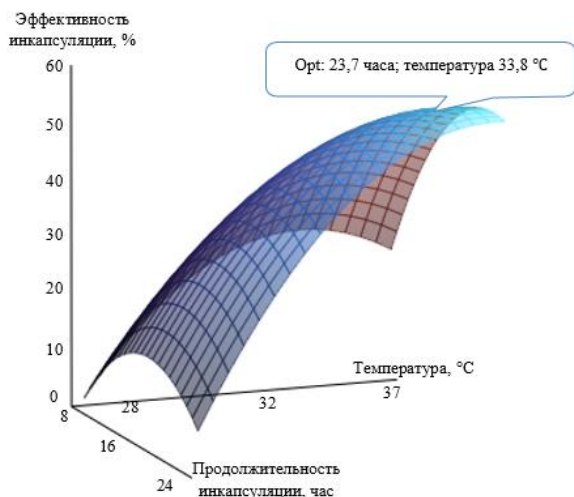 Эффективность
инкапсуляции, %
60
Opt: 23,7 часа; температура 33,8 °C
50
40
30
20
10
0
Температура, °C
8
28
32
37
16
24
Продолжительность
инкапсуляции, час